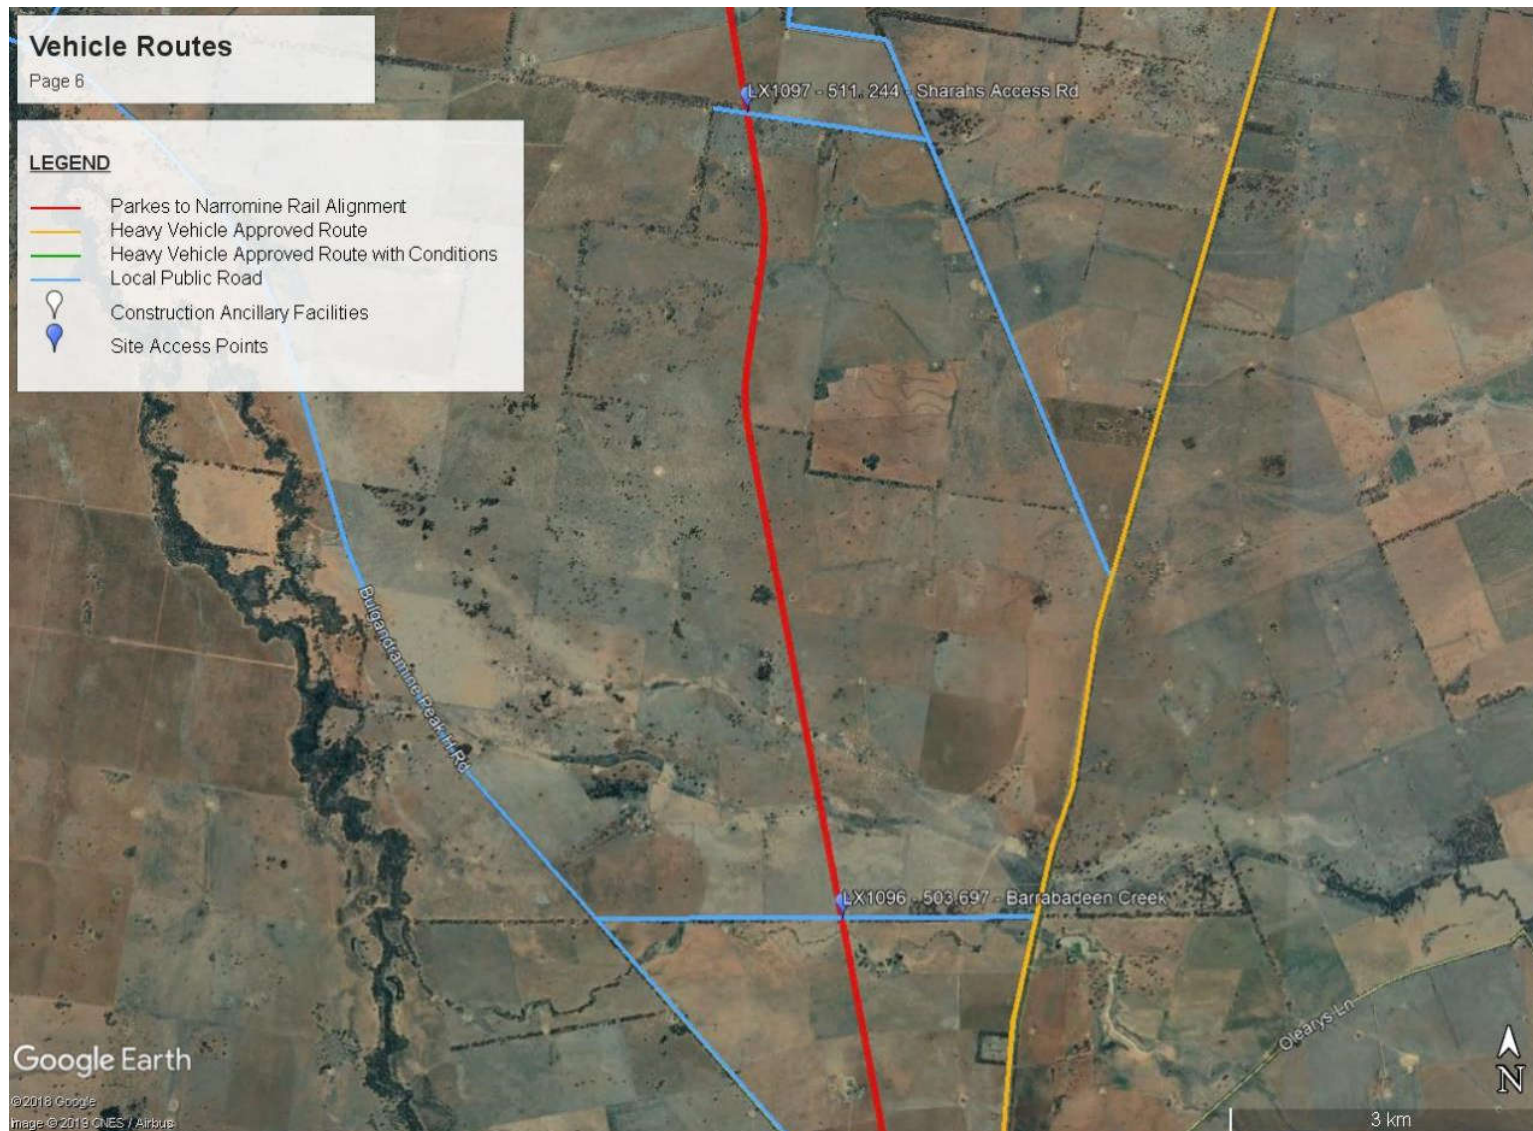 Vehicle Routes
Page 6
LX1097 - 511. 244 - Sharahs Access Rd
LEGEND
Parkes to Narromine Rail Alignment
Heavy Vehicle Approved Route
Heavy Vehicle Approved Route with Conditions
Local Public Road
Construction Ancillary Facilities
Site Access Points
Bulgandramine Peak H Rd
LX1096 - 503.697 - Barrabadeen Creek
Olearys Ln
Google Earth
N
©2018 Google
Image © 2019 CNES / Airbus
3 km